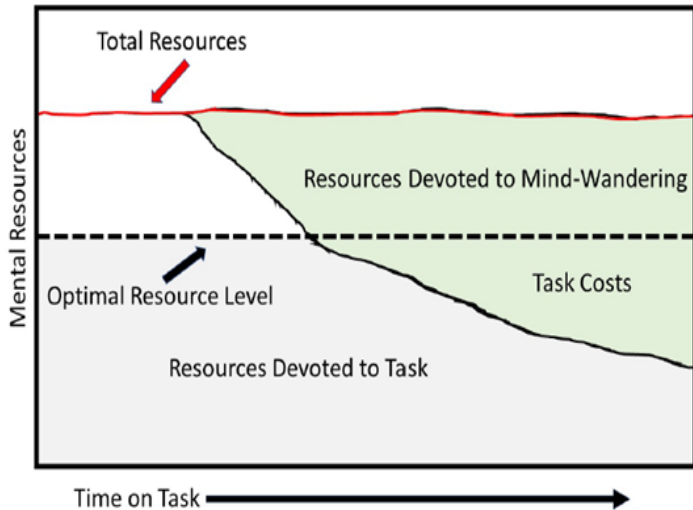 Total Resources
Resources Devoted to Mind-Wandering
Mental Resources
Optimal Resource Level
Task Costs
Resources Devoted to Task
Time on Task